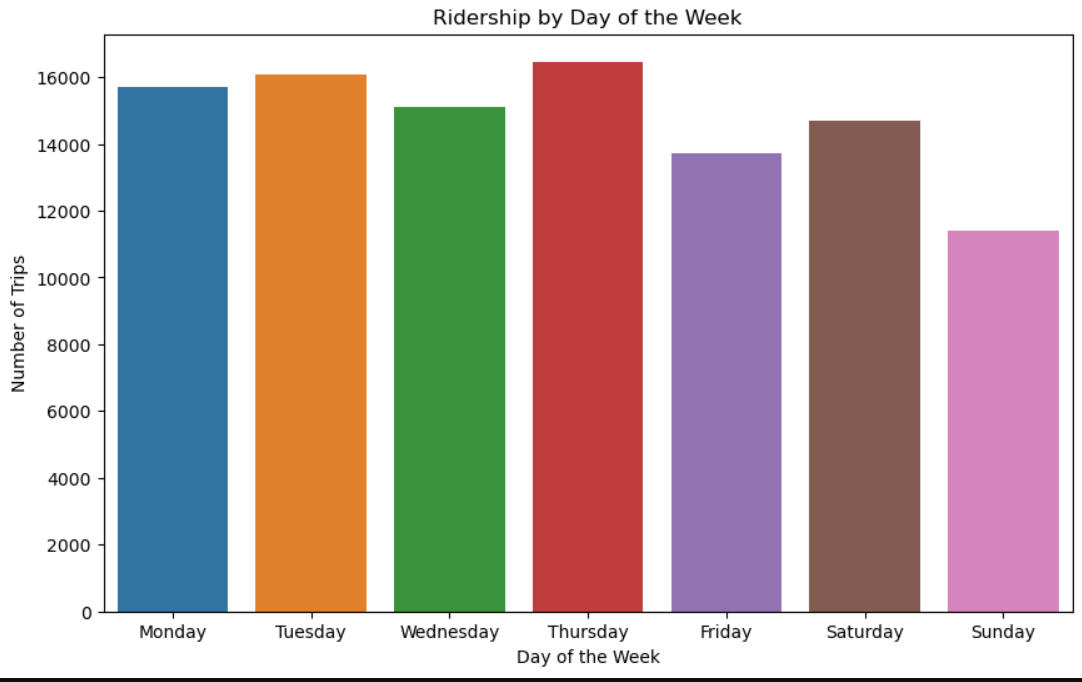 Ridership by Day of the Week
Number of Trips
16000
14000
12000
10000
8000
6000
4000
2000
0
Monday Tuesday Wednesday Thursday Friday Saturday Sunday
Day of the Week